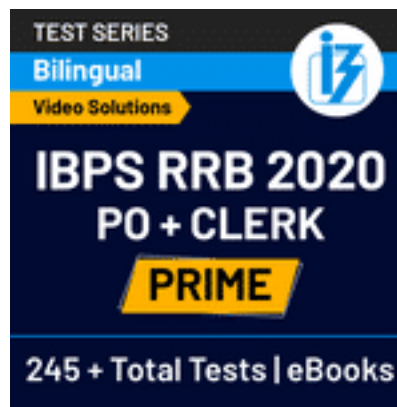 TEST SERIES
Bilingual
Video Solutions
IBPS RRB 2020
PO + CLERK
PRIME
245 + Total Tests | eBooks